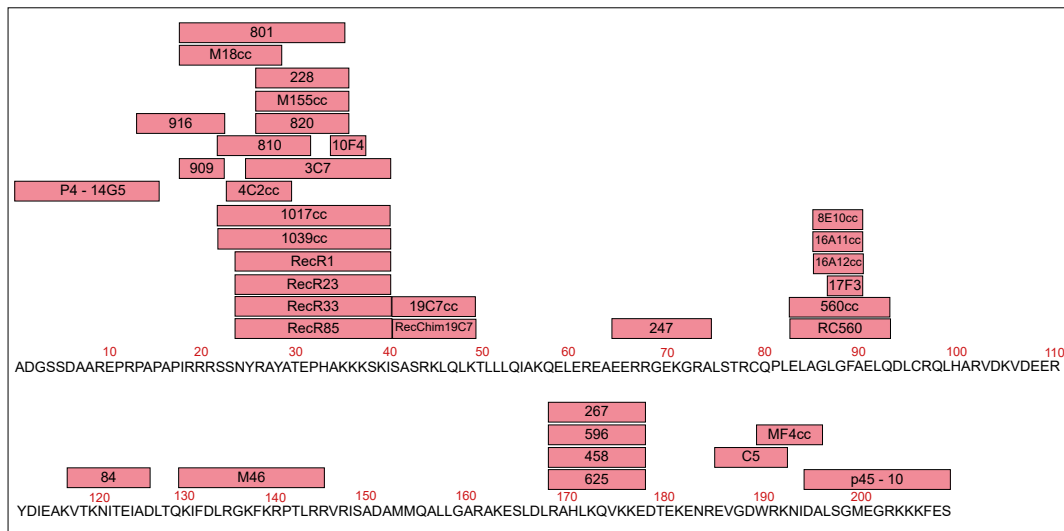 801
M18cc
228
M155cc
916 820
810 10F4
909 3C7
P4 - 14G5 4C2cc
1017cc 8E10cc
1039cc 16A11cc
RecR1 16A12cc
RecR23 17F3
RecR33 19C7cc 560cc
RecR85 RecChim19C7 247 RC560
10 20 30 40 50 60 70 80 90 100 110
ADGSSDAAREPRPAPAPIRRRSSNYRAYATEPHAKKKSKISASRKLQLKTLLLQIAKQELEREAEERRGEKGRALSTRCQPLELAGLGFAELQDLCRQLHARVDKVDEER
267
596 MF4cc
458 C5
84 M46 625 p45 - 10
120 130 140 150 160 170 180 190 200
YDIEAKVTKNITEIADLTQKIFDLRGKFKRPTLRRVRISADAMMQALLGARAKESLDLRAHLKQVKKEDTEKENREVGDWRKNIDALSGMEGRKKKFES